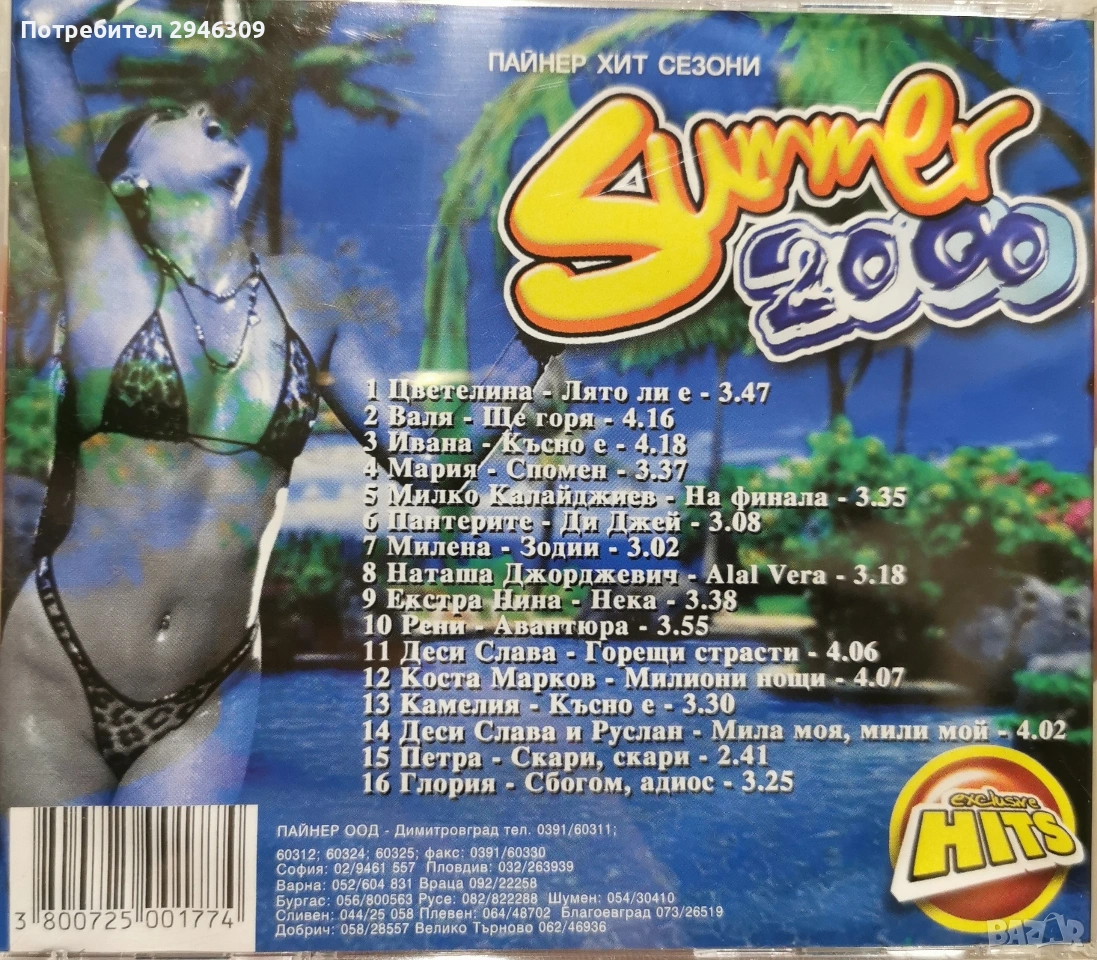 Потребител 2946309
ПАЙНЕР ХИТ СЕЗОНИ
Summer
2000
1 Цветелина - Лято ли е - 3.47
2 Валя - Ще горя - 4.16
3 Ивана - Късно е - 4.18
4 Мария - Спомен - 3.37
5 Милко Калайджиев - На финала - 3.35
6 Пантерите - Ди Джей - 3.08
7 Милена - Зодии - 3.02
8 Наташа Джорджевич - Alal Vera - 3.18
9 Екстра Нина - Нека - 3.38
10 Рени - Авантюра - 3.55
11 Деси Слава - Горещи страсти - 4.06
12 Коста Марков - Милиони нощи - 4.07
13 Камелия - Късно е - 3.30
14 Деси Слава и Руслан - Мила моя, мили мой - 4.02
15 Петра - Скари, скари - 2.41
16 Глория - Сбогом, адиос - 3.25
exclusive
HITS
ПАЙНЕР ООД - Димитровград тел. 0391/60311;
60312; 60324; 60325; факс: 0391/60330
София: 02/9461 557 Пловдив: 032/263939
Варна: 052/604 831 Враца 092/22258
Бургас: 056/800563 Русе: 082/822288 Шумен: 054/30410
Сливен: 044/25 058 Плевен: 064/48702 Благоевград 073/26519
Добрич: 058/28557 Велико Търново 062/46936
3 800725 001774
BAZAR